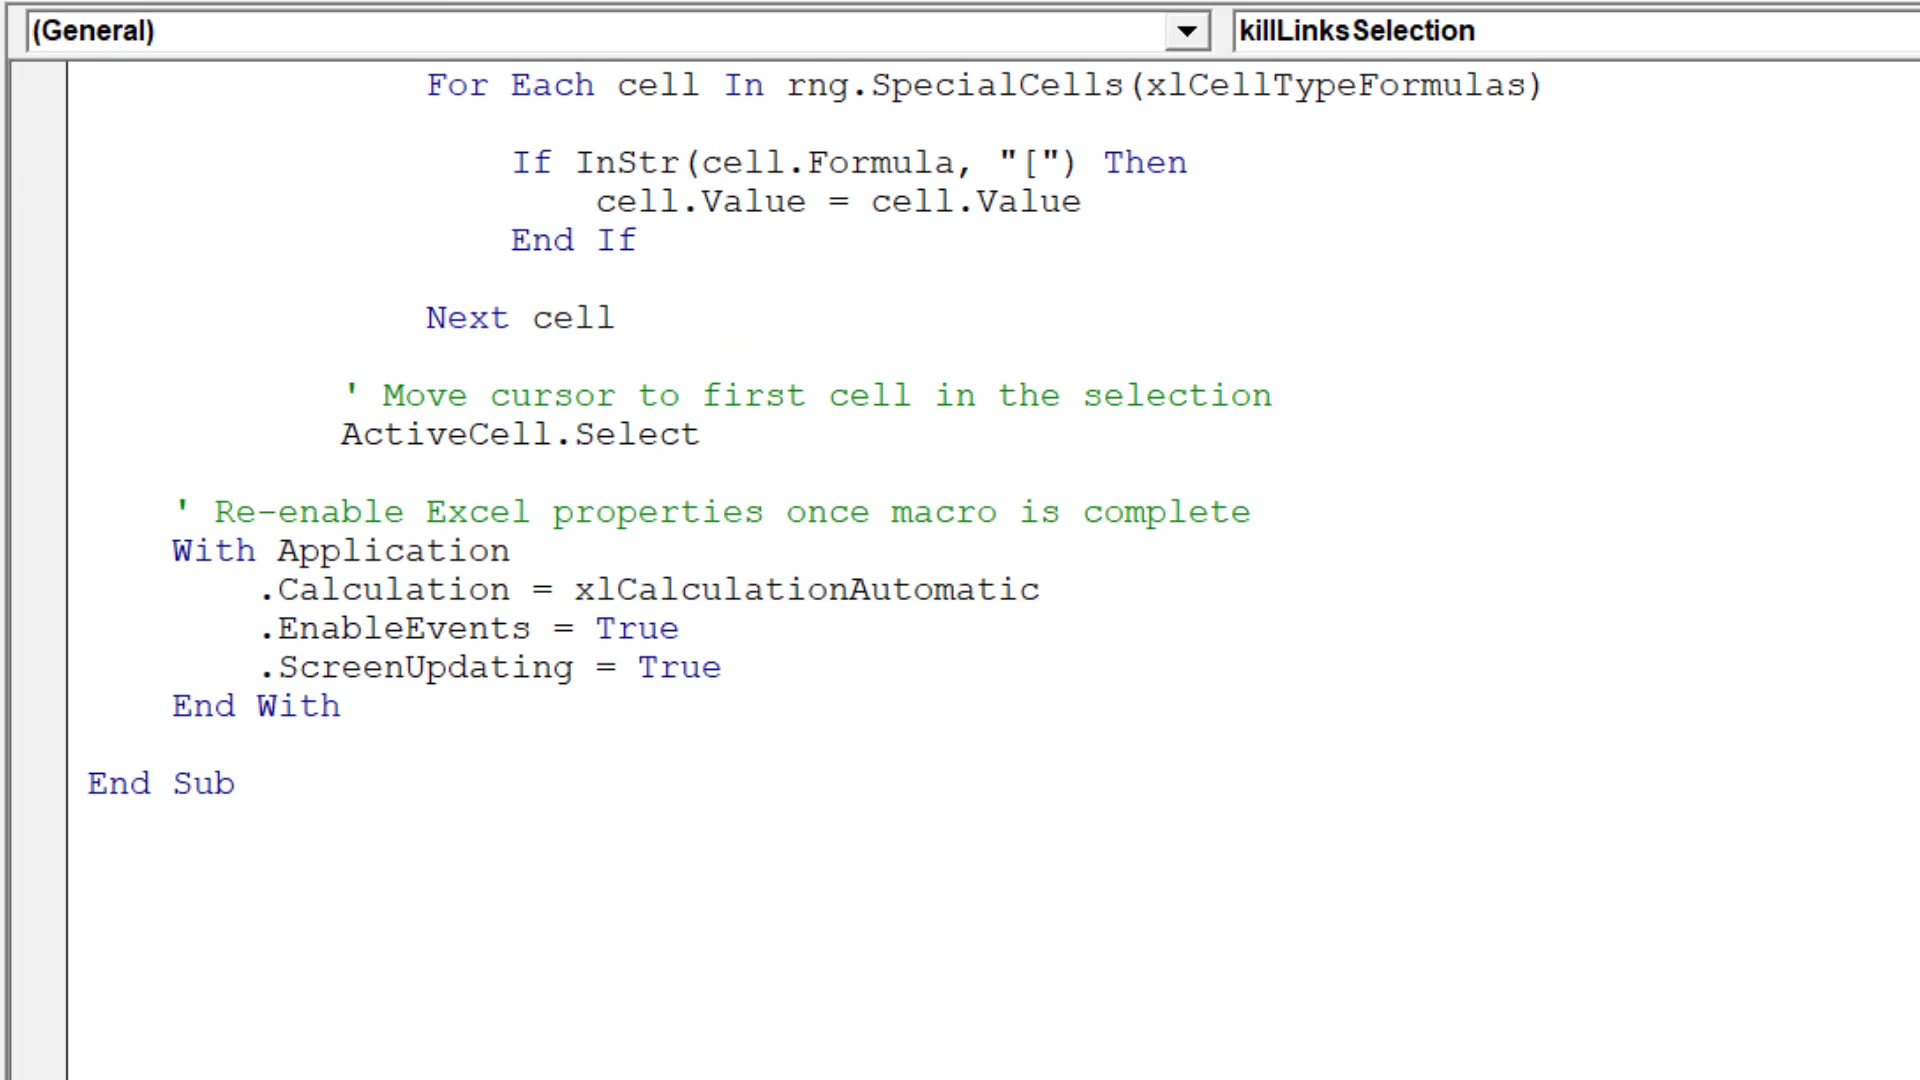 (General)
killLinksSelection
For Each cell In rng.SpecialCells(xlCellTypeFormulas)
If InStr(cell.Formula, "[") Then
cell.Value = cell.Value
End If
Next cell
' Move cursor to first cell in the selection
ActiveCell.Select
' Re-enable Excel properties once macro is complete
With Application
.Calculation = xlCalculationAutomatic
.EnableEvents = True
.ScreenUpdating = True
End With
End Sub